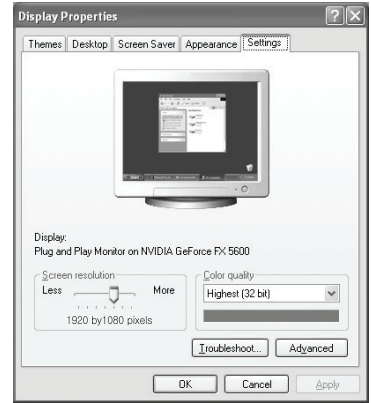 Display Properties
Themes Desktop Screen Saver Appearance Settings
Display:
Plug and Play Monitor on NVIDIA GeForce FX 5600
Screen resolution
Less More
1920 by1080 pixels
Color quality
Highest (32 bit)
Troubleshoot... Advanced
OK Cancel Apply